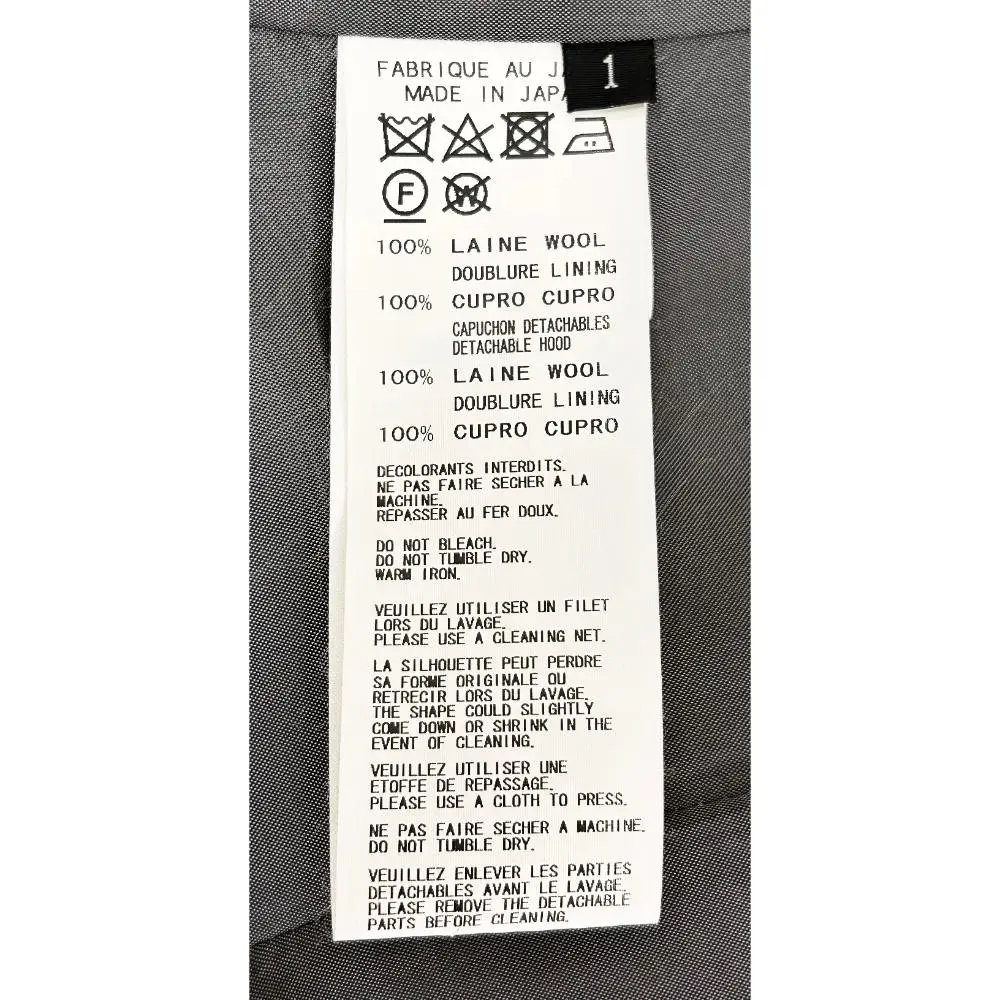 FABRIQUE AU
1
MADE IN
F
W
100% LAINE WOOL
DOUBLURE LINING
100% CUPRO CUPRO
CAPUCHON DETACHABLES
DETACHABLE HOOD
100% LAINE WOOL
DOUBLURE LINING
100% CUPRO CUPRO
DECOLORANTS INTERDITS.
NE PAS FAIRE SECHER A LA
MACHINE.
REPASSER AU FER DOUX.
DO NOT BLEACH.
DO NOT TUMBLE DRY.
WARM IRON.
VEUILLEZ UTILISER UN FILET
LORS DU LAVAGE.
PLEASE USE A CLEANING NET.
LA SILHOUETTE PEUT PERDRE
SA FORME ORIGINALE OU
RETRECIR LORS DU LAVAGE.
THE SHAPE COULD SLIGHTLY
COME DOWN OR SHRINK IN THE
EVENT OF CLEANING.
VEUILLEZ UTILISER UNE
ETOFFE DE REPASSAGE.
PLEASE USE A CLOTH TO PRESS.
NE PAS FAIRE SECHER A MACHINE.
DO NOT TUMBLE DRY.
VEUILLEZ ENLEVER LES PARTIES
DETACHABLES AVANT LE LAVAGE.
PLEASE REMOVE THE DETACHABLE
PARTS BEFORE CLEANING.